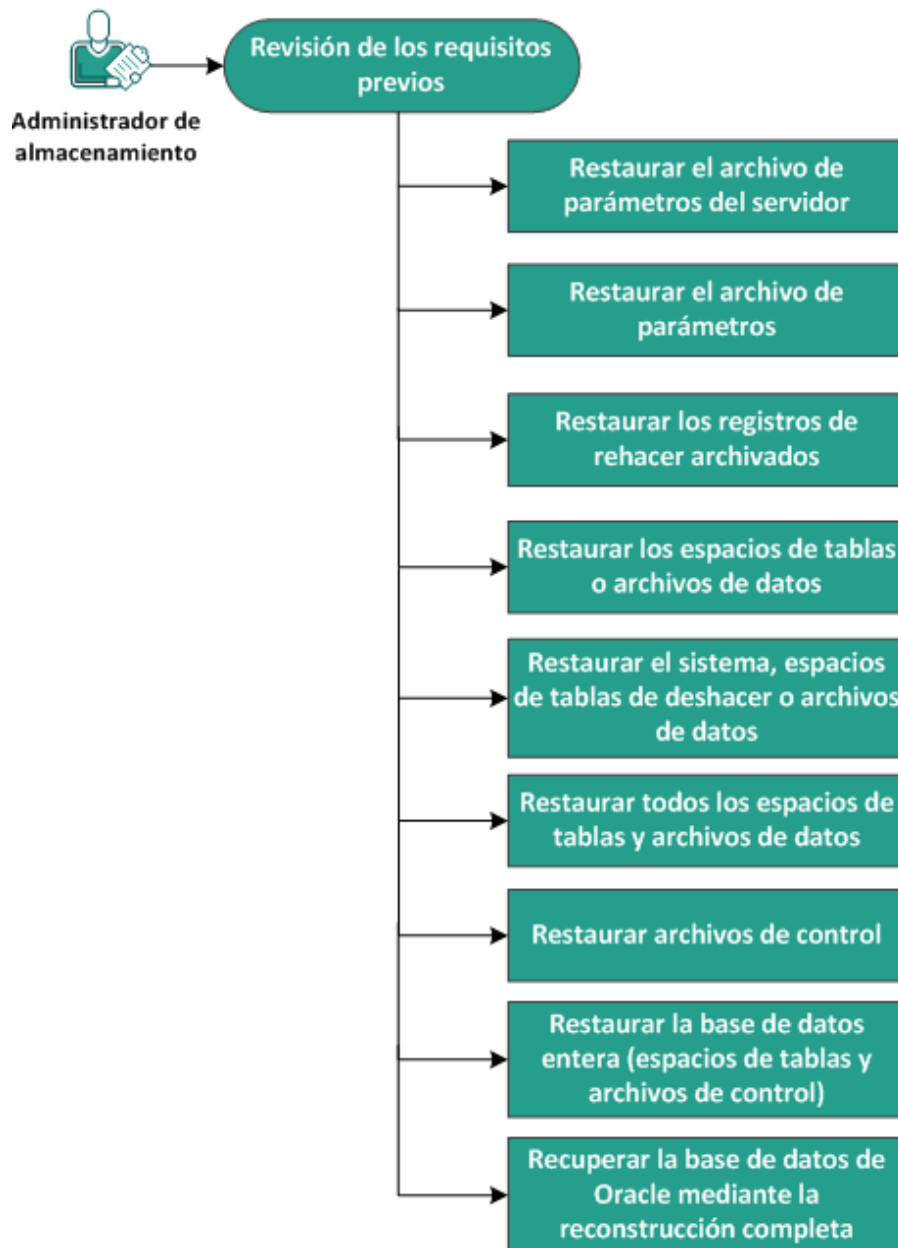 Revisión de los requisitos
previos
Administrador de
almacenamiento
Restaurar el archivo de
parámetros del servidor
Restaurar el archivo de
parámetros
Restaurar los registros de
rehacer archivados
Restaurar los espacios de tablas
o archivos de datos
Restaurar el sistema, espacios
de tablas de deshacer o archivos
de datos
Restaurar todos los espacios de
tablas y archivos de datos
Restaurar archivos de control
Restaurar la base de datos
entera (espacios de tablas y
archivos de control)
Recuperar la base de datos de
Oracle mediante la
reconstrucción completa